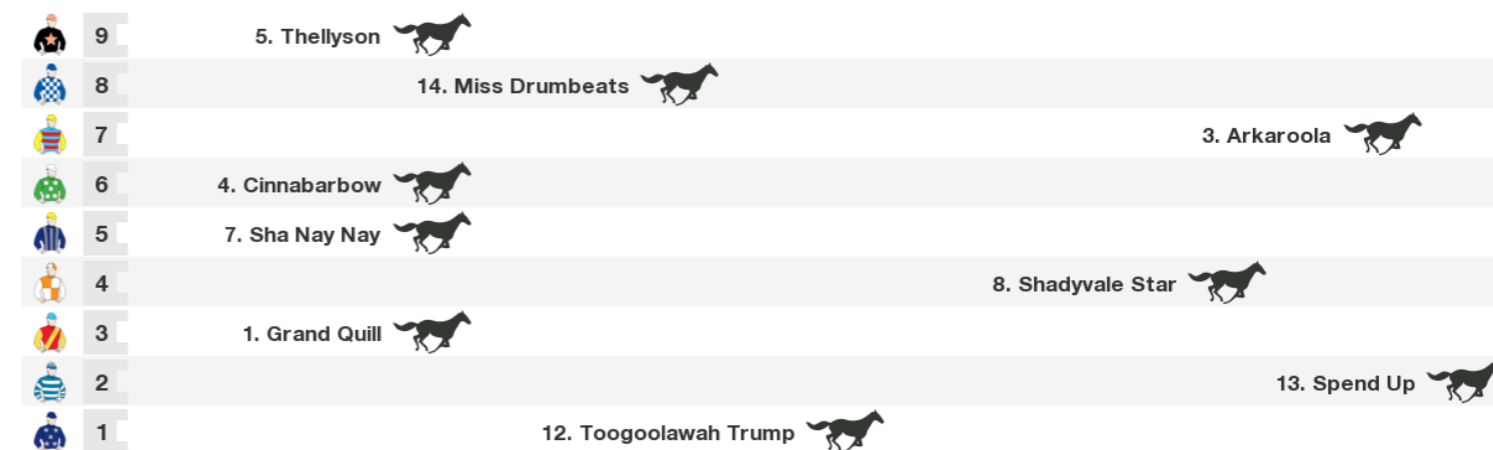 9 5. Thellyson
8 14. Miss Drumbeats
7 3. Arkaroola
6 4. Cinnabarbow
5 7. Sha Nay Nay
4 8. Shadyvale Star
3 1. Grand Quill
2 13. Spend Up
1 12. Toogoolawah Trump